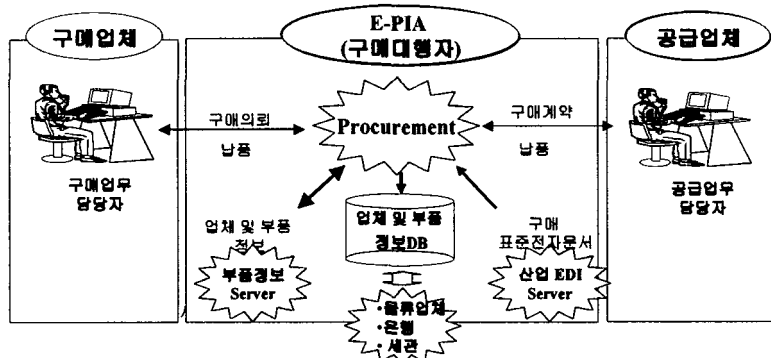 구매업체
E-PIA
(구매대행자)
공급업체
구매의뢰
납품
Procurement
구매계약
납품
구매업무
담당자
공급업무
담당자
업체 및 부품
정보
업체 및 부품
정보DB
구매
표준전자문서
부품정보
Server
산업 EDI
Server
•물류업체
•은행
•세관